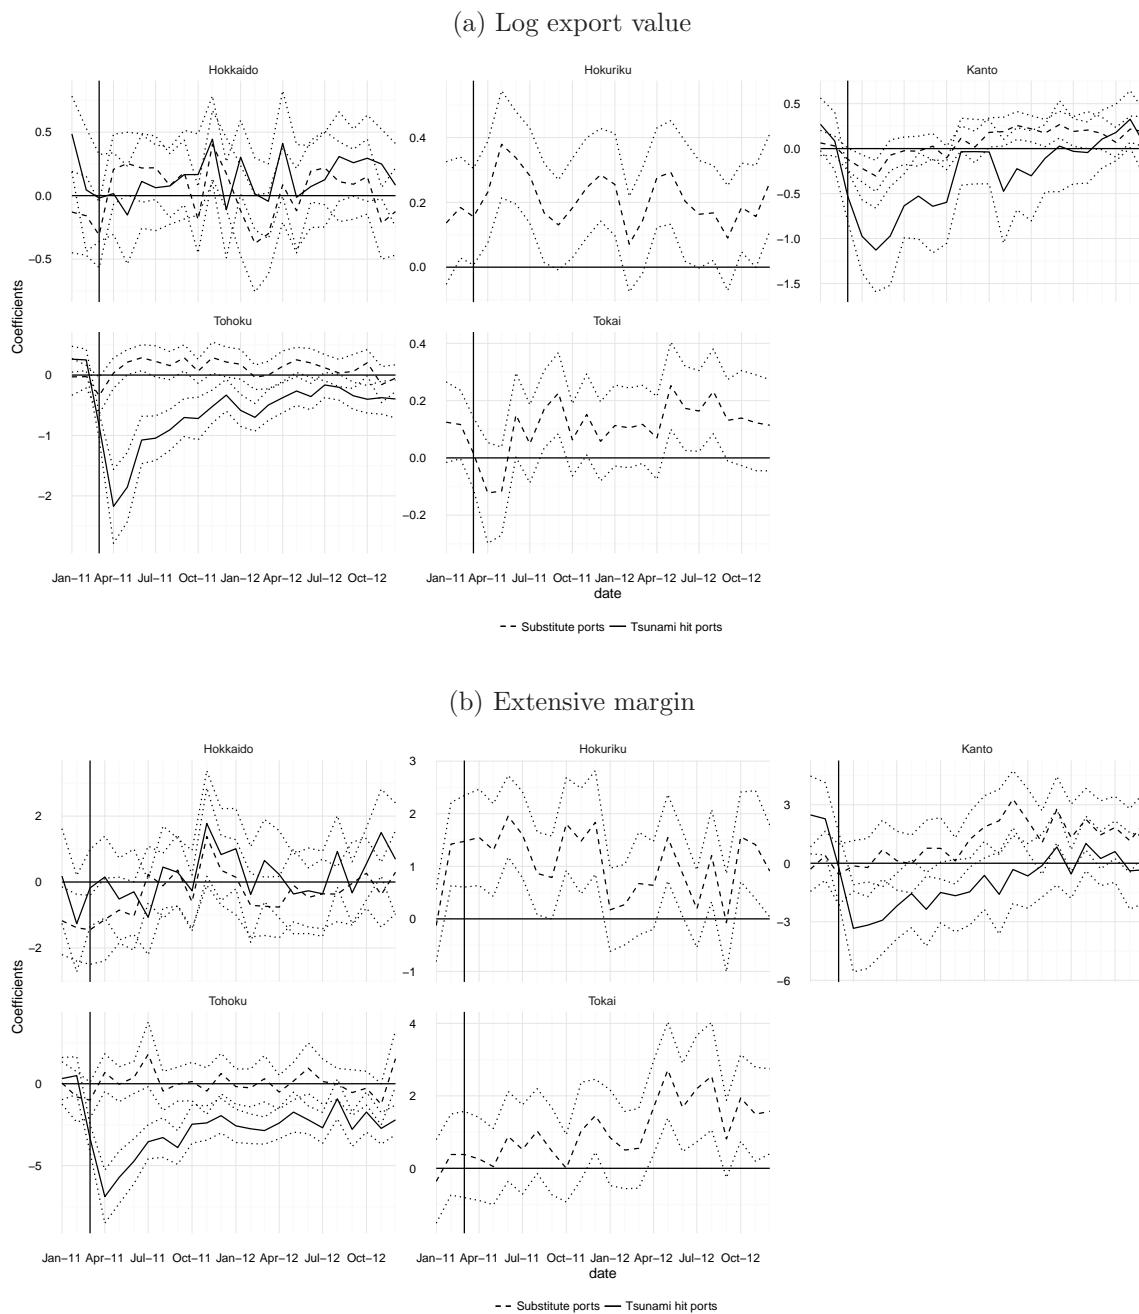 (a) Log export value
Hokkaido
Hokuriku
Kanto
0.5
0.0
−0.5
0.4
0.2
0.0
0.5
0.0
−0.5
−1.0
−1.5
Coefficients
Tohoku
Tokai
0
−1
−2
0.4
0.2
0.0
−0.2
Jan−11 Apr−11 Jul−11 Oct−11 Jan−12 Apr−12 Jul−12 Oct−12
Jan−11 Apr−11 Jul−11 Oct−11 Jan−12 Apr−12 Jul−12 Oct−12
date
Substitute ports Tsunami hit ports
(b) Extensive margin
Hokkaido
Hokuriku
Kanto
2
0
−2
3
2
1
0
−1
3
0
−3
−6
Coefficients
Tohoku
Tokai
0
−5
4
2
0
Jan−11 Apr−11 Jul−11 Oct−11 Jan−12 Apr−12 Jul−12 Oct−12
Jan−11 Apr−11 Jul−11 Oct−11 Jan−12 Apr−12 Jul−12 Oct−12
date
Substitute ports Tsunami hit ports